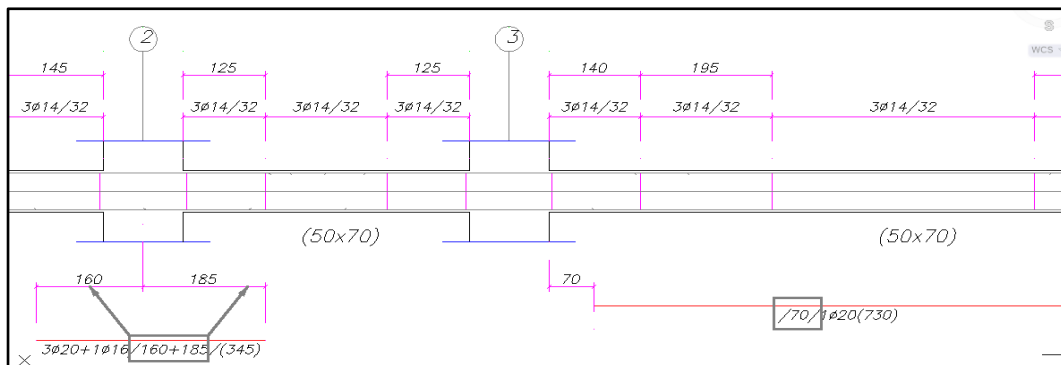 2 3 S
WCS
145 125 125 140 195
3ø14/32 3ø14/32 3ø14/32 3ø14/32 3ø14/32 3ø14/32 3ø14/32
(50x70) (50x70)
160 185 70
/70/1ø20(730)
3ø20+1ø16/160+185/(345)